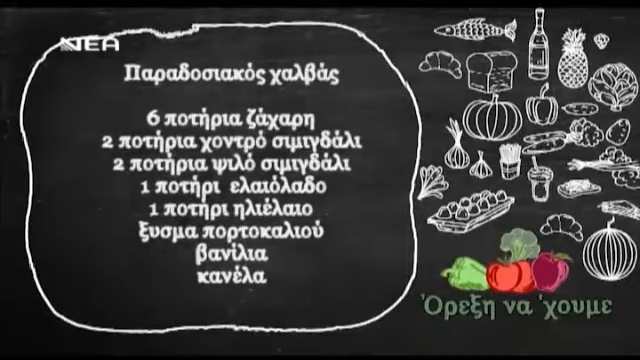 ΝΕΑ
Παραδοσιακός χαλβάς
6 ποτήρια ζάχαρη
2 ποτήρια χοντρό σιμιγδάλι
2 ποτήρια ψιλό σιμιγδάλι
1 ποτήρι ελαιόλαδο
1 ποτήρι ηλιέλαιο
ξυσμα πορτοκαλιού
βανίλια
κανέλα
Όρεξη να 'χουμε